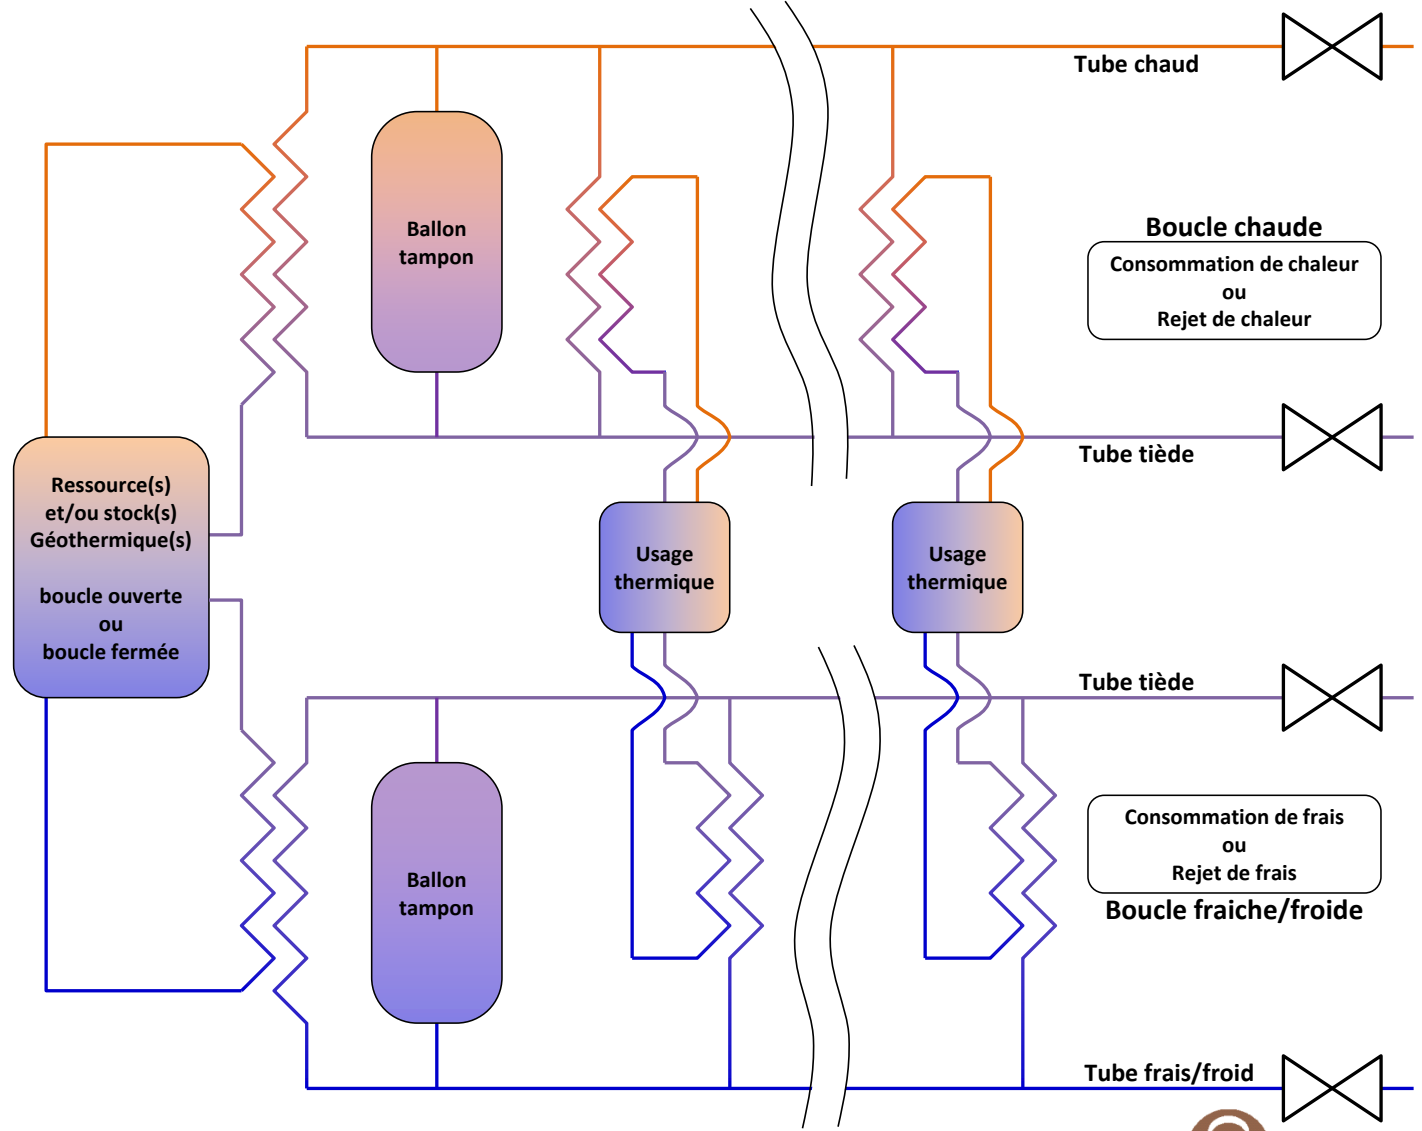 Tube chaud
Ballon
tampon
Boucle chaude
Consommation de chaleur
ou
Rejet de chaleur
Tube tiède
Ressource(s)
et/ou stock(s)
Géothermique(s)
boucle ouverte
ou
boucle fermée
Usage
thermique
Usage
thermique
Tube tiède
Ballon
tampon
Consommation de frais
ou
Rejet de frais
Boucle fraiche/froide
Tube frais/froid